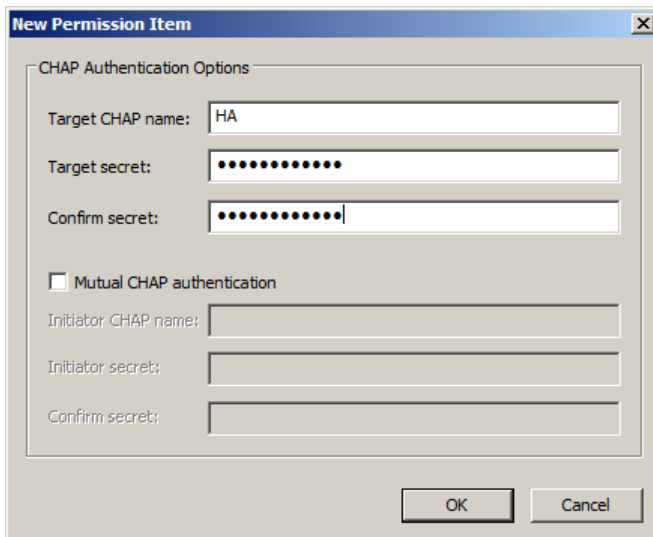 New Permission Item
CHAP Authentication Options
Target CHAP name: HA
Target secret: ●●●●●●●●●●●●
Confirm secret: ●●●●●●●●●●●●
Mutual CHAP authentication
Initiator CHAP name:
Initiator secret:
Confirm secret:
OK Cancel